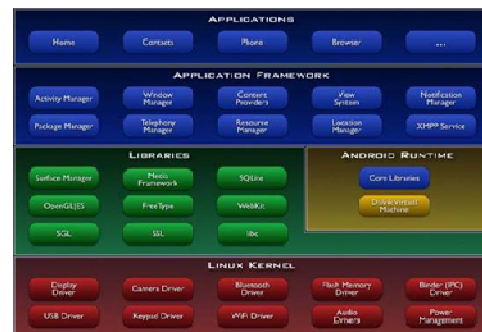 APPLICATIONS
Home Contacts Phone Browser ...
APPLICATION FRAMEWORK
Activity Manager Window Manager Content Providers View System Notification Manager
Package Manager Telephony Manager Resource Manager Location Manager XMPP Service
LIBRARIES
Surface Manager Media Framework SQLite
OpenGL|ES FreeType WebKit
SGL SSL libc
ANDROID RUNTIME
Core Libraries
Dalvik Virtual Machine
LINUX KERNEL
Display Driver Camera Driver Bluetooth Driver Flash Memory Driver Binder (IPC) Driver
USB Driver Keypad Driver WiFi Driver Audio Drivers Power Management